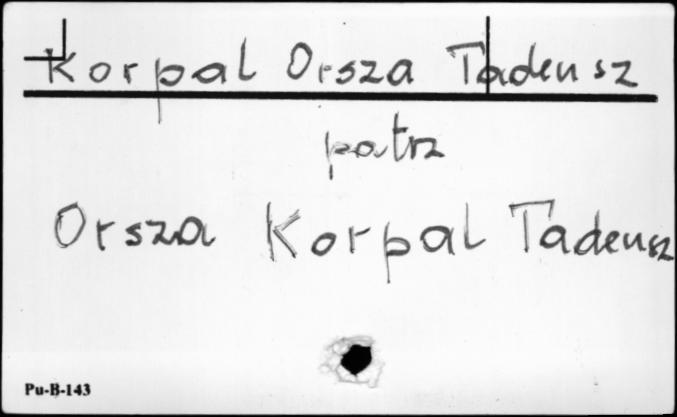 Korpal Orsza Tadeusz
patrz
Orsza Korpal Tadeusz
Pu-B-143